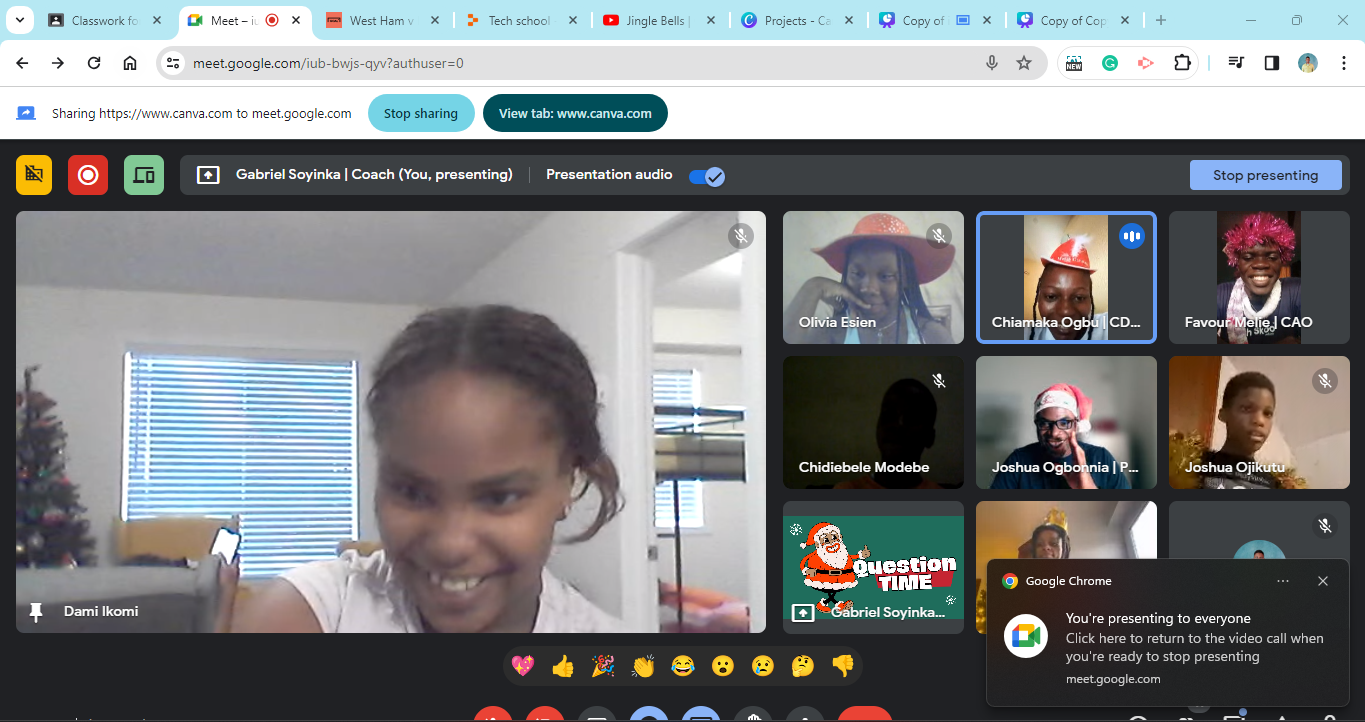 Classwork fo
Meet – iu
West Ham v
Tech school
Jingle Bells |
Projects - Ca
Copy of
Copy of Cop
meet.google.com/iub-bwjs-qyv?authuser=0
NEW
Sharing https://www.canva.com to meet.google.com
Stop sharing
View tab: www.canva.com
Gabriel Soyinka | Coach (You, presenting)
Presentation audio
Stop presenting
Olivia Esien
Chiamaka Ogbu | CD...
Favour Melie | CAO
Chidiebele Modebe
Joshua Ogbonnia | P...
Joshua Ojikutu
Question
TIME
Gabriel Soyinka...
Dami Ikomi
Google Chrome
You're presenting to everyone
Click here to return to the video call when
you're ready to stop presenting
meet.google.com